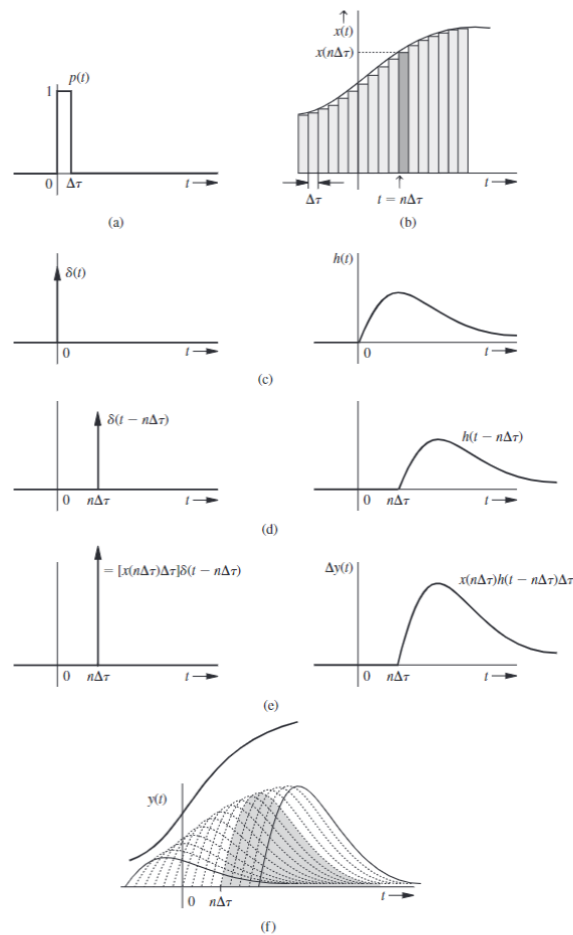 p(t)
1
0 Δτ t
(a)
x(t)
x(nΔτ)
Δτ t = nΔτ t
(b)
δ(t)
0 t
h(t)
0 t
(c)
δ(t − nΔτ)
0 nΔτ t
h(t − nΔτ)
0 nΔτ t
(d)
= [x(nΔτ)Δτ]δ(t − nΔτ)
0 nΔτ t
Δy(t)
x(nΔτ)h(t − nΔτ)Δτ
0 nΔτ t
(e)
y(t)
0 nΔτ t
(f)